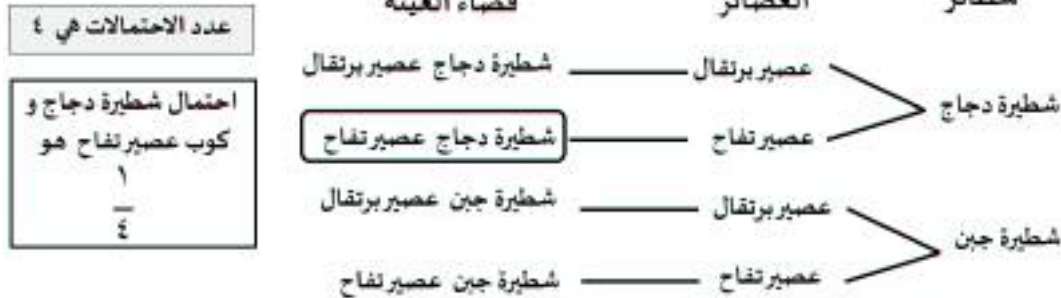 العصائر
فضاء العينة
شطيرة دجاج
عصير برتقال
شطيرة دجاج عصير برتقال
عصير تفاح
شطيرة دجاج عصير تفاح
شطيرة جبن
عصير برتقال
شطيرة جبن عصير برتقال
عصير تفاح
شطيرة جبن عصير تفاح
عدد الاحتمالات هي ٤
احتمال شطيرة دجاج و
كوب عصير تفاح هو
١
٤